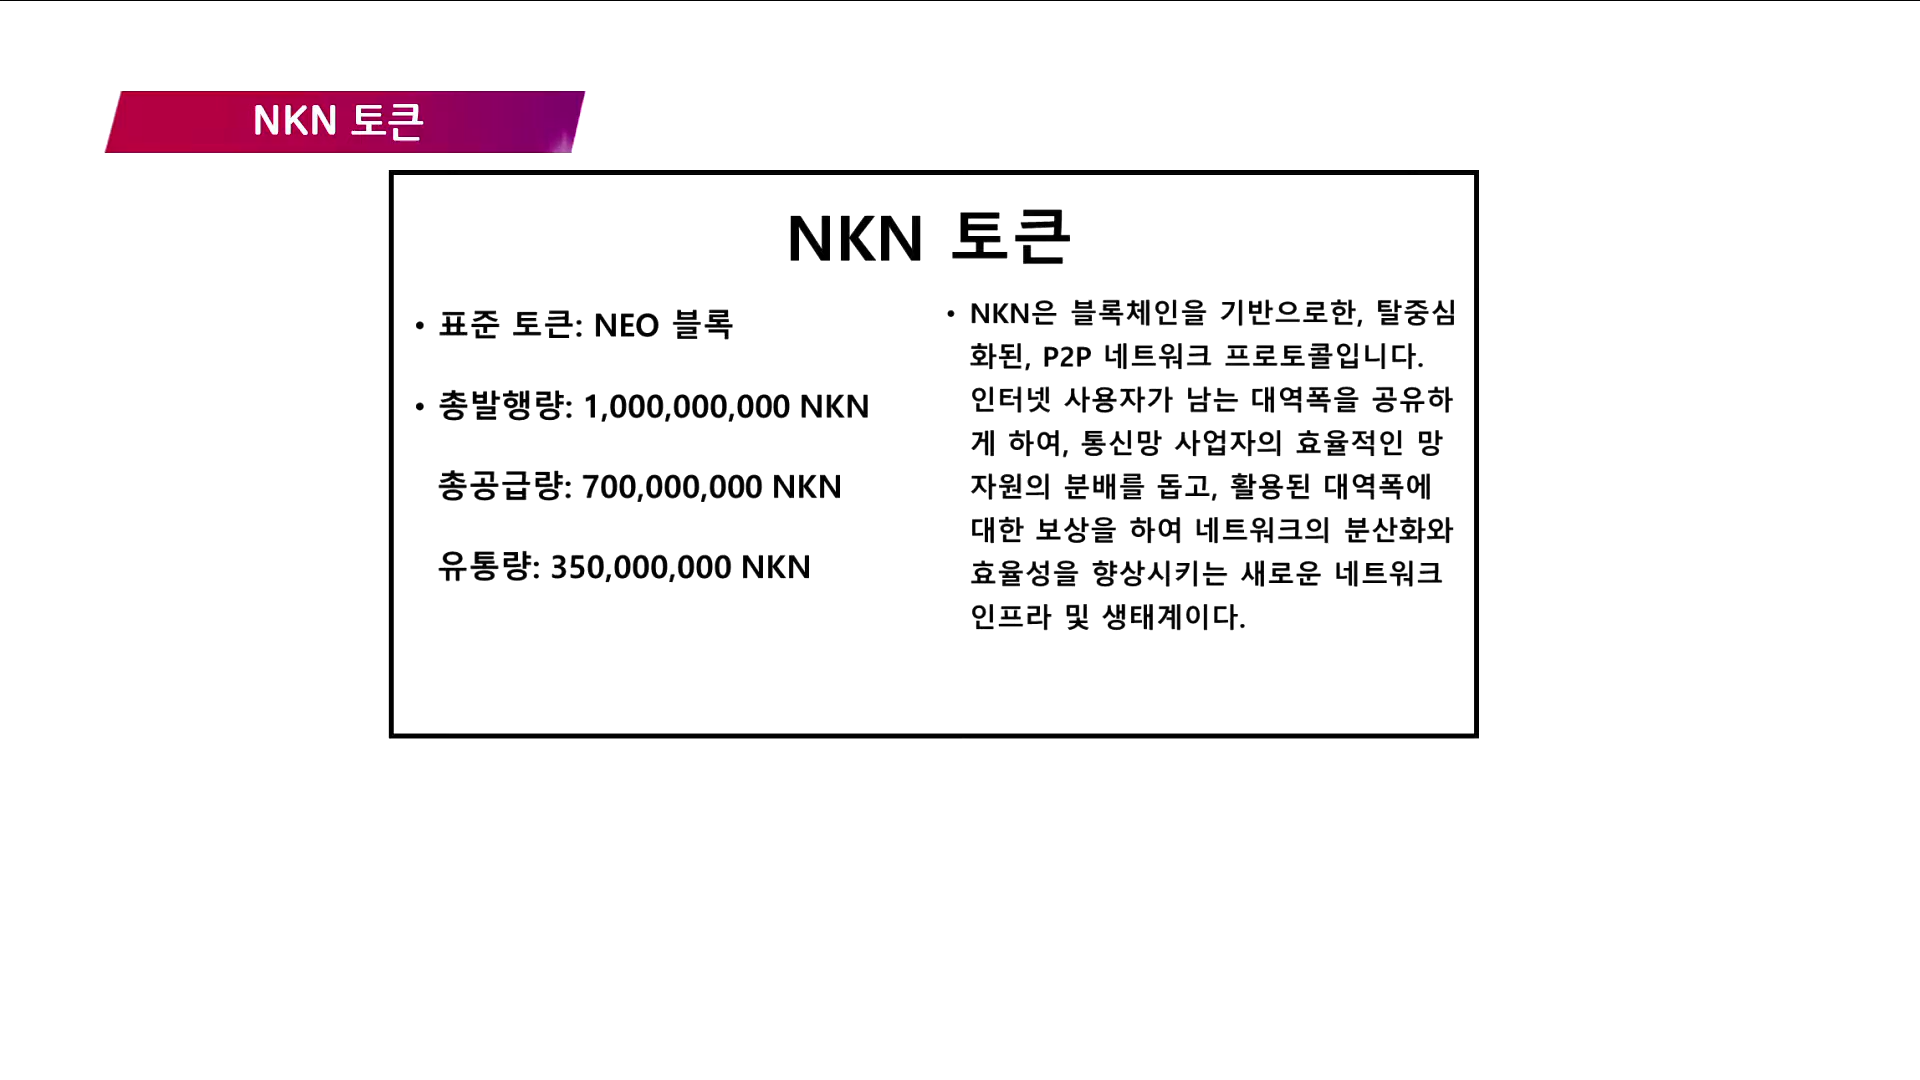 NKN 토큰
NKN 토큰
• 표준 토큰: NEO 블록
• 총발행량: 1,000,000,000 NKN
총공급량: 700,000,000 NKN
유통량: 350,000,000 NKN
• NKN은 블록체인을 기반으로한, 탈중심
화된, P2P 네트워크 프로토콜입니다.
인터넷 사용자가 남는 대역폭을 공유하
게 하여, 통신망 사업자의 효율적인 망
자원의 분배를 돕고, 활용된 대역폭에
대한 보상을 하여 네트워크의 분산화와
효율성을 향상시키는 새로운 네트워크
인프라 및 생태계이다.